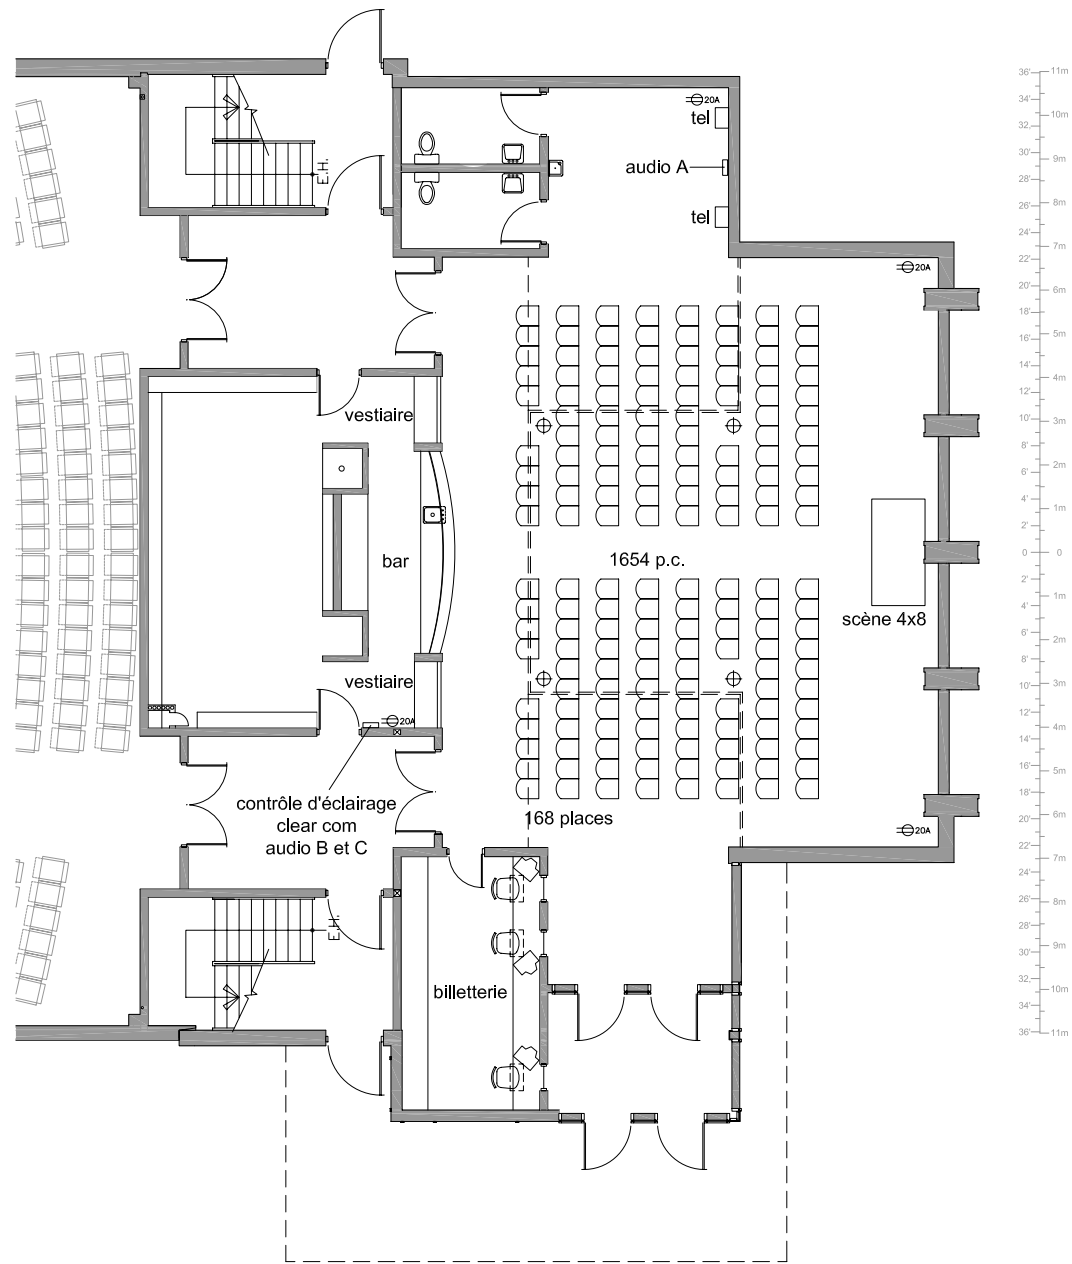 20A
tel
audio A
tel
E.H.
20A
vestiaire
bar
1654 p.c.
scène 4x8
vestiaire
20A
contrôle d'éclairage
clear com
audio B et C
168 places
20A
E.H.
billetterie
36' 11m
34' 10m
32'
30' 9m
28'
26' 8m
24'
22' 7m
20' 6m
18'
16' 5m
14'
12' 4m
10' 3m
8'
6' 2m
4' 1m
2'
0 0
2'
4' 1m
6' 2m
8'
10' 3m
12' 4m
14'
16' 5m
18'
20' 6m
22' 7m
24'
26' 8m
28'
30' 9m
32' 10m
34'
36' 11m